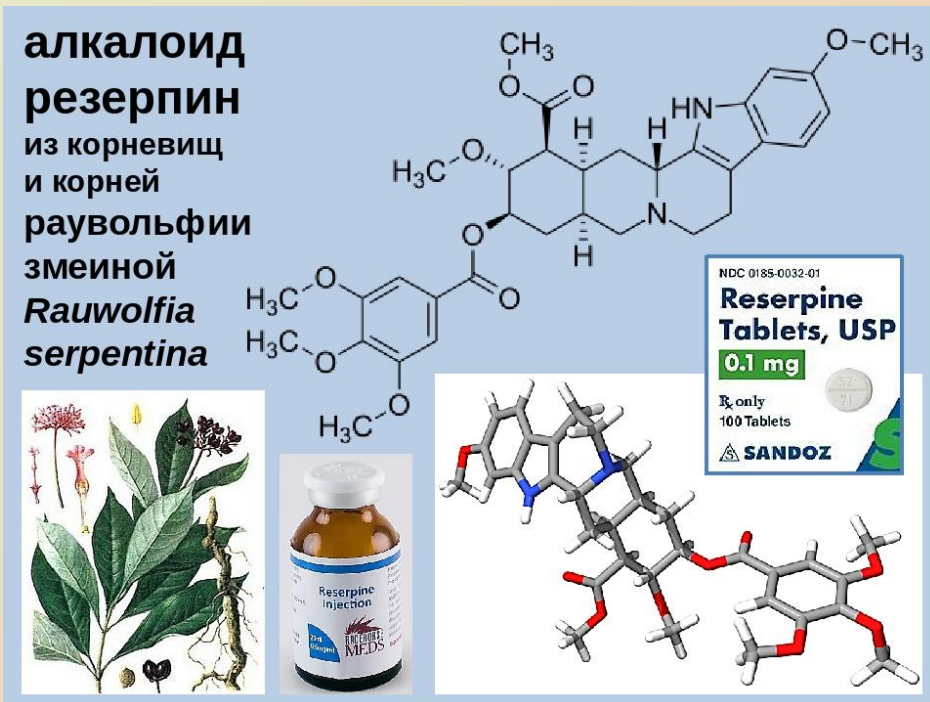 алкалоид
резерпин
из корневищ
и корней
раувольфии
змеиной
Rauwolfia
serpentina
CH₃
O
O
O–CH₃
HN
H
H
O
H₃C
N
O
H
O
O
H₃C
H₃C
O
O
H₃C
NDC 0185-0032-01
Reserpine
Tablets, USP
0.1 mg
Rx only
100 Tablets
SANDOZ
Reserpine
Injection
RACEHORSE
MEDS